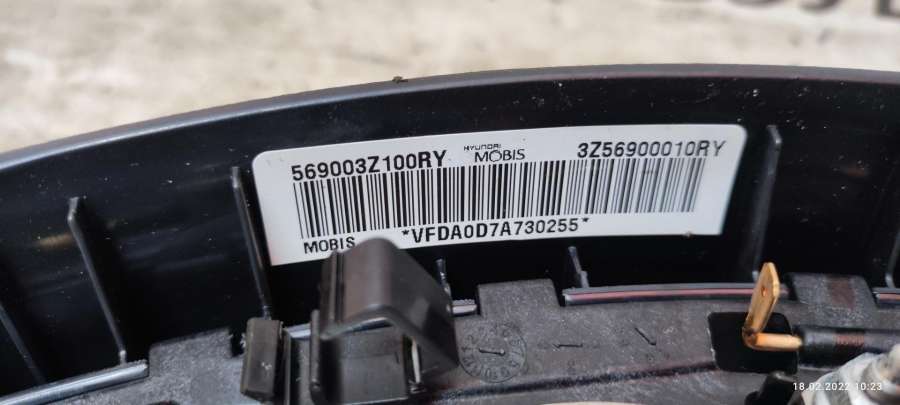 569003Z100RY HYUNDAI MOBIS 3Z56900010RY
*VFDA0D7A730255*
MOBIS
18.02.2022 10:23